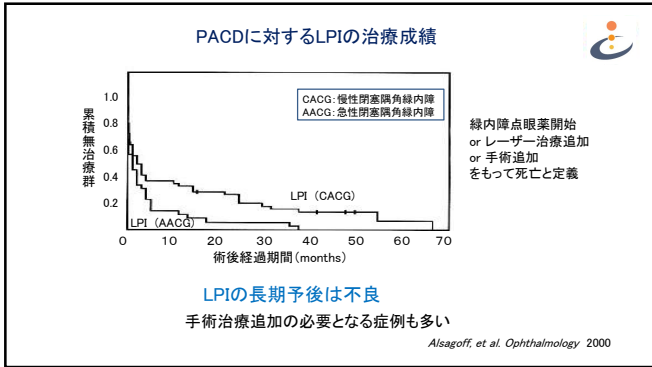 PACDに対するLPIの治療成績
CACG：慢性閉塞隅角緑内障
AACG：急性閉塞隅角緑内障
累積無治療群
1.0
0.8
0.6
0.4
0.2
LPI （CACG）
LPI （AACG）
0 10 20 30 40 50 60 70
術後経過期間（months）
緑内障点眼薬開始
or レーザー治療追加
or 手術追加
をもって死亡と定義
LPIの長期予後は不良
手術治療追加の必要となる症例も多い
Alsagoff, et al. Ophthalmology 2000